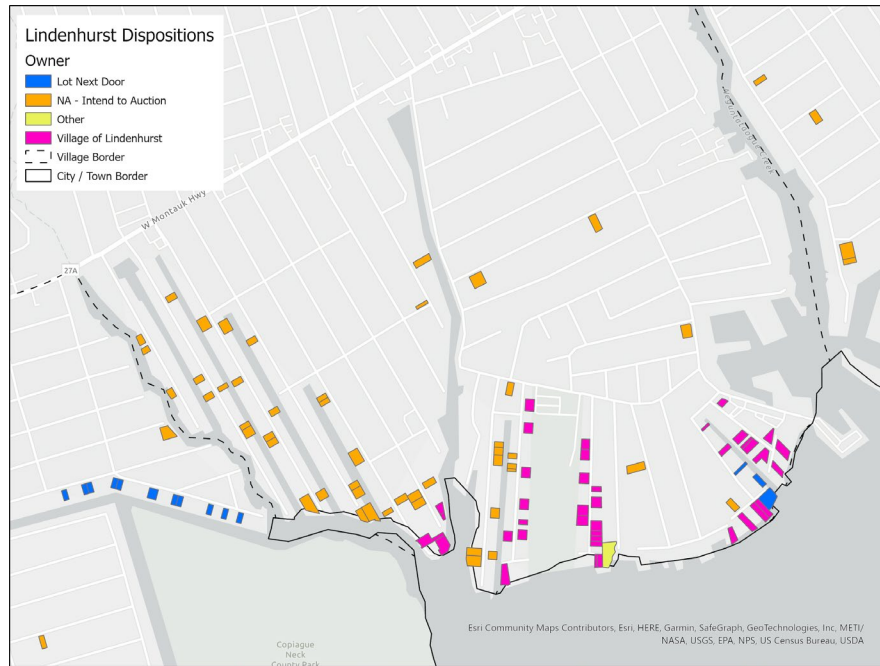 Lindenhurst Dispositions
Owner
Lot Next Door
NA - Intend to Auction
Other
Village of Lindenhurst
Village Border
City / Town Border
W Montauk Hwy
27A
Copiague
Neck
County Park
Esri Community Maps Contributors, Esri, HERE, Garmin, SafeGraph, GeoTechnologies, Inc, METI/
NASA, USGS, EPA, NPS, US Census Bureau, USDA